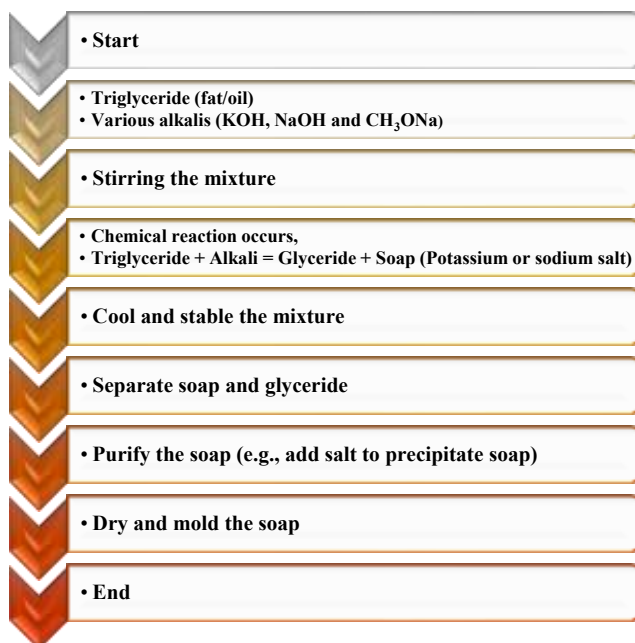 • Start
• Triglyceride (fat/oil)
• Various alkalis (KOH, NaOH and CH₃ONa)
• Stirring the mixture
• Chemical reaction occurs,
• Triglyceride + Alkali = Glyceride + Soap (Potassium or sodium salt)
• Cool and stable the mixture
• Separate soap and glyceride
• Purify the soap (e.g., add salt to precipitate soap)
• Dry and mold the soap
• End